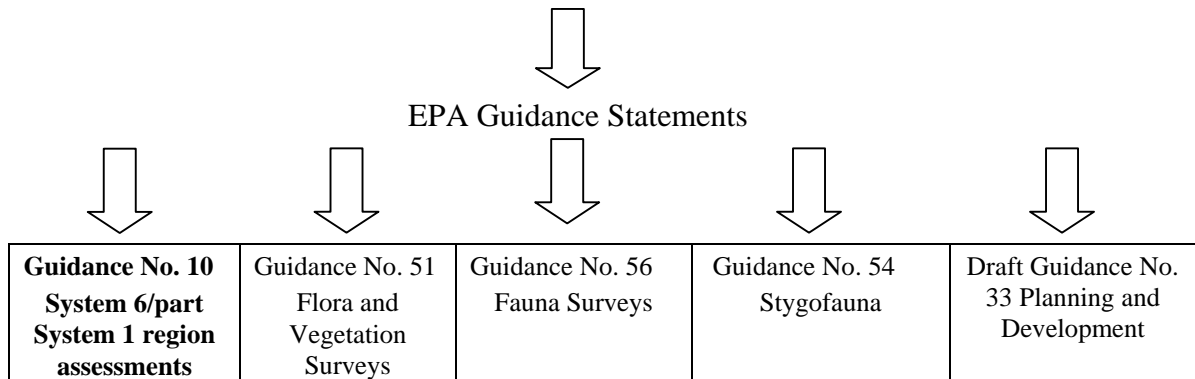 EPA Guidance Statements
Guidance No. 10
System 6/part
System 1 region
assessments
Guidance No. 51
Flora and
Vegetation
Surveys
Guidance No. 56
Fauna Surveys
Guidance No. 54
Stygofauna
Draft Guidance No.
33 Planning and
Development